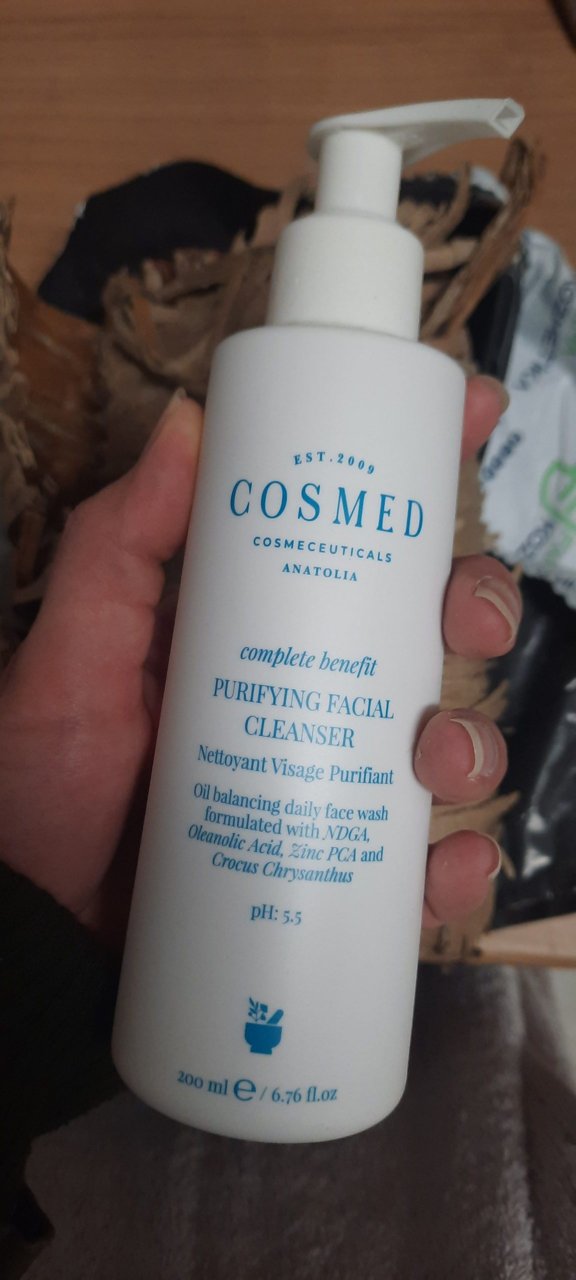 EST.2009
COSMED
COSMECEUTICALS
ANATOLIA
complete benefit
PURIFYING FACIAL
CLEANSER
Nettoyant Visage Purifiant
Oil balancing daily face wash
formulated with NDGA,
Oleanolic Acid, Zinc PCA and
Crocus Chrysanthus
pH: 5.5
200 ml ℮ / 6.76 fl.oz